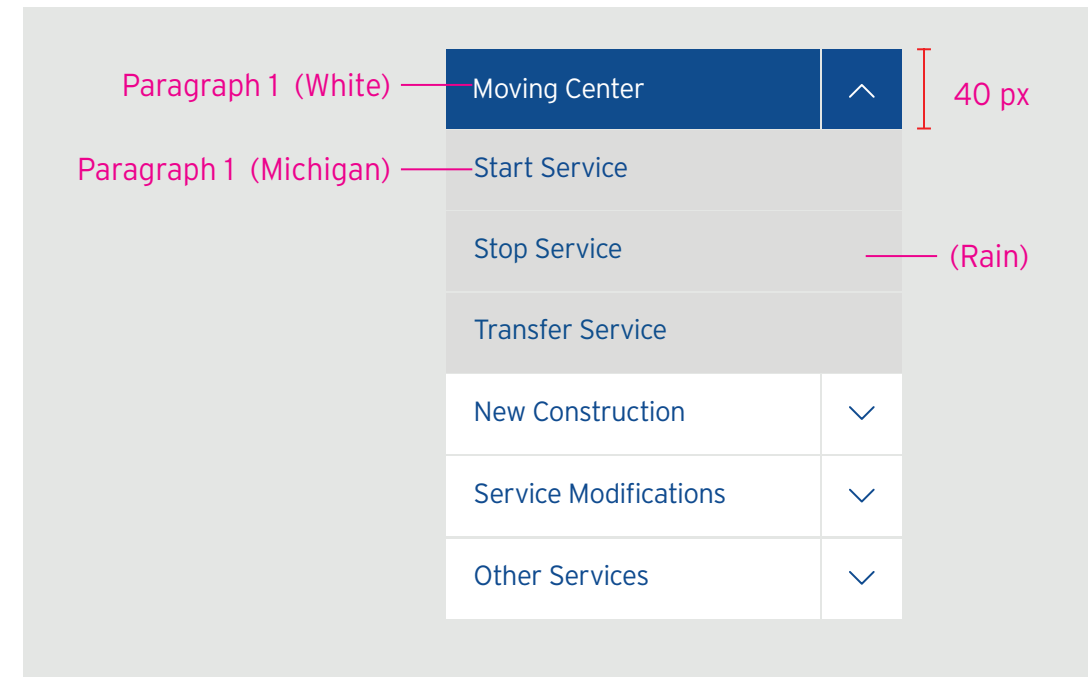 Paragraph 1 (White)
Moving Center
40 px
Paragraph 1 (Michigan)
Start Service
Stop Service
(Rain)
Transfer Service
New Construction
Service Modifications
Other Services